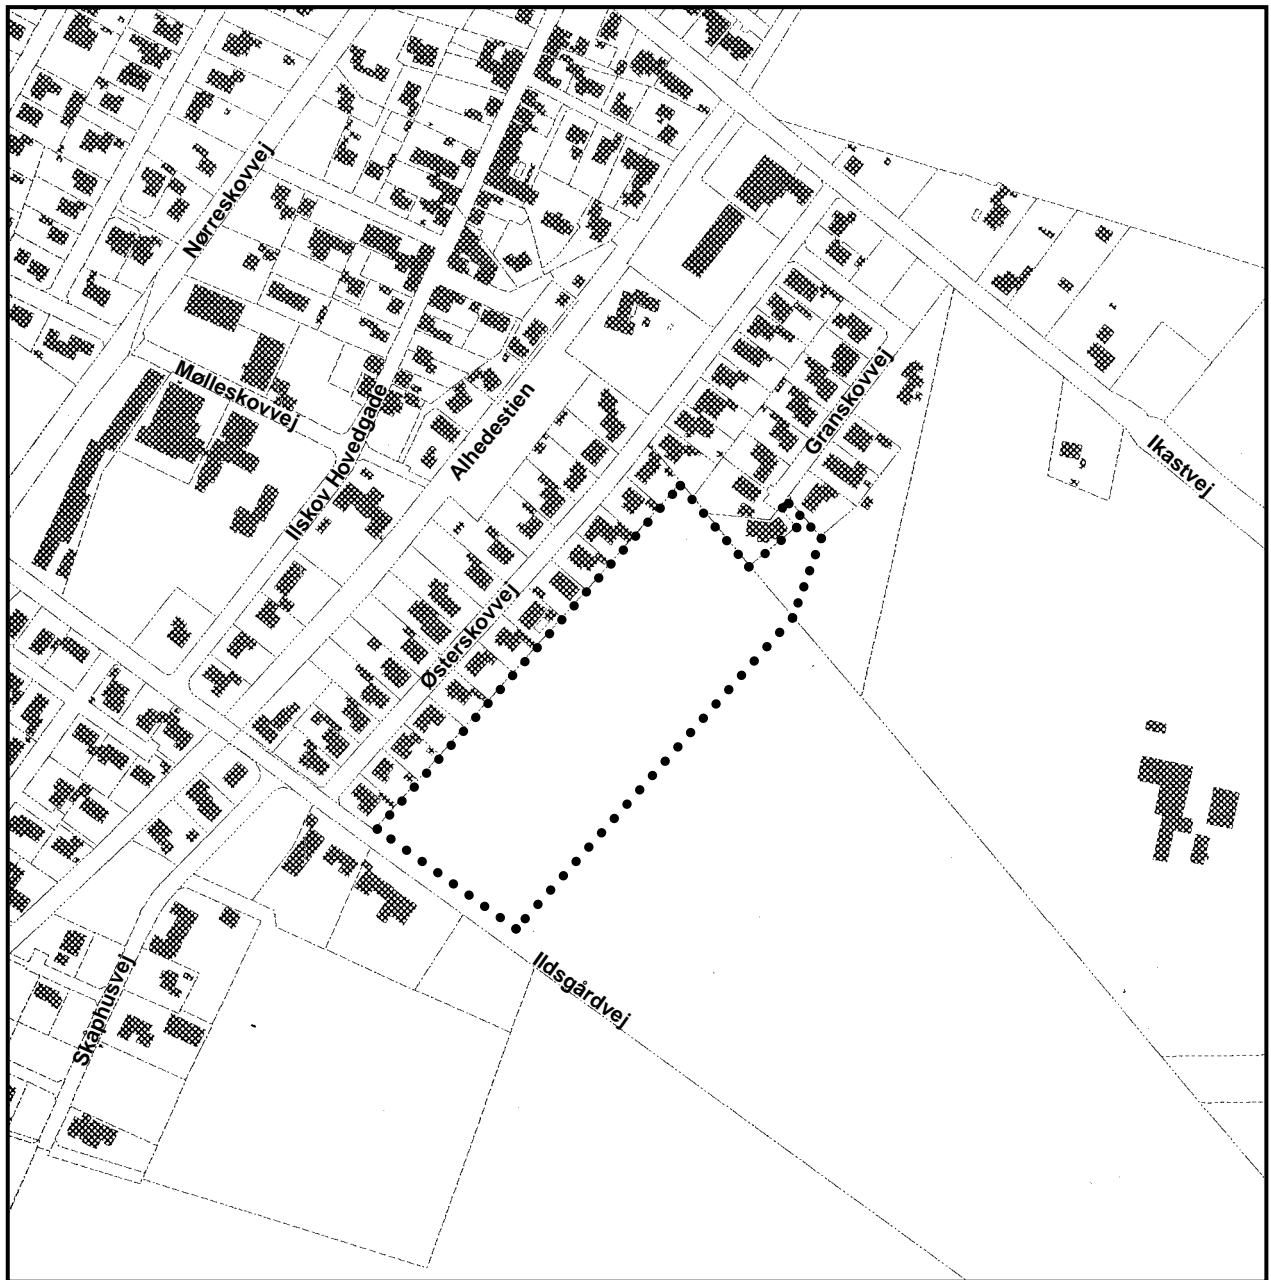 Nørreskovvej
Mølleskovvej
Ilskov Hovedgade
Alhedestien
Granskovvej
Ikastvej
Østerskovvej
Ildsgårdvej
Skaphusvej